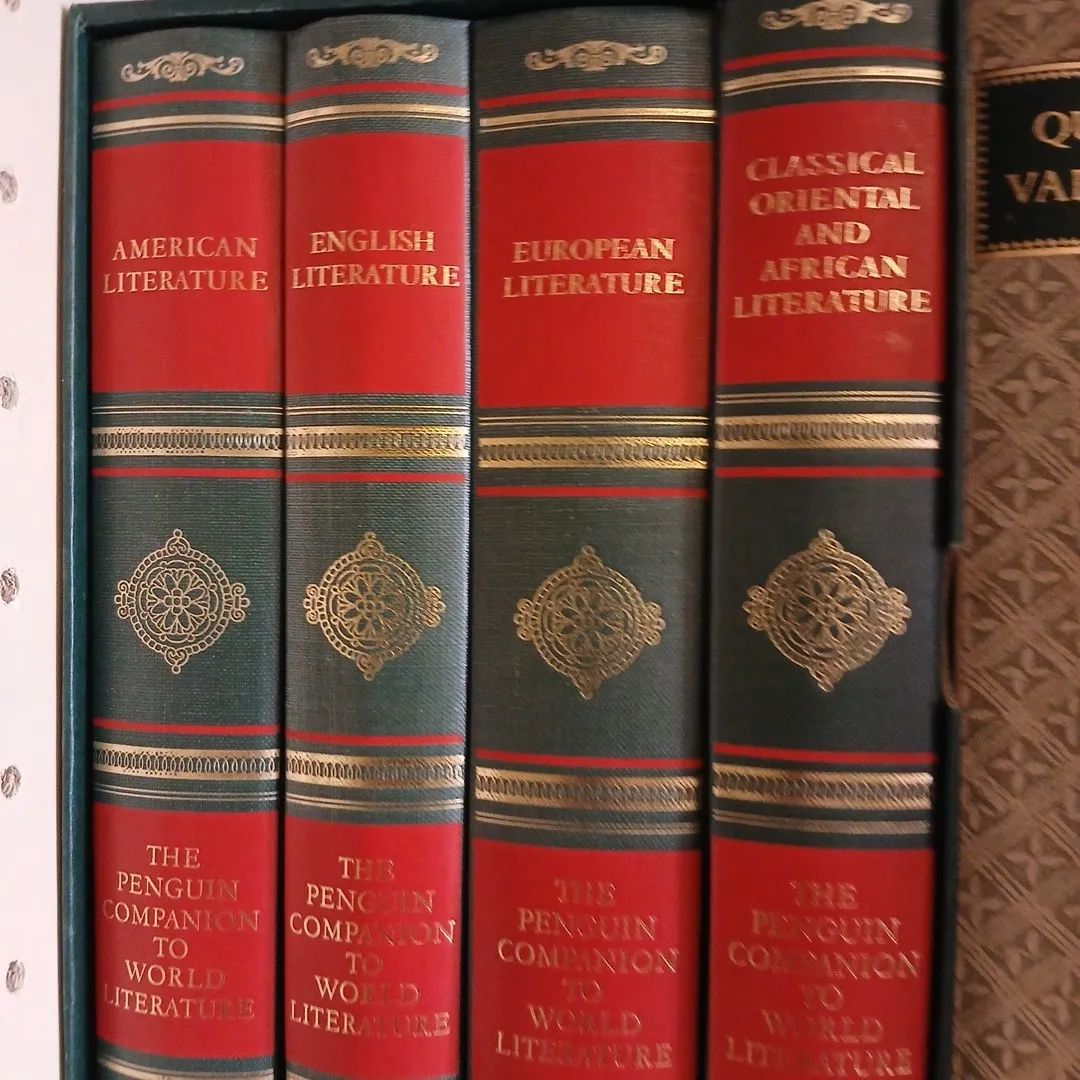 AMERICAN
LITERATURE
THE
PENGUIN
COMPANION
TO
WORLD
LITERATURE
ENGLISH
LITERATURE
THE
PENGUIN
COMPANION
TO
WORLD
LITERATURE
EUROPEAN
LITERATURE
THE
PENGUIN
COMPANION
TO
WORLD
LITERATURE
CLASSICAL
ORIENTAL
AND
AFRICAN
LITERATURE
THE
PENGUIN
COMPANION
TO
WORLD
LITERATURE